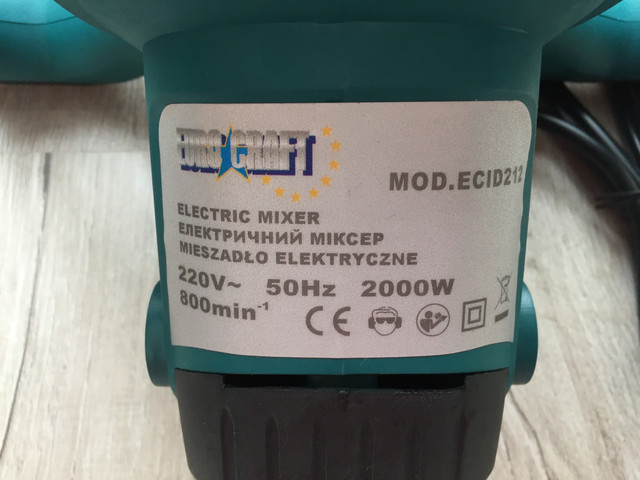 EURO CRAFT
MOD.ECID212
ELECTRIC MIXER
ЕЛЕКТРИЧНИЙ МІКСЕР
MIESZADŁO ELEKTRYCZNE
220V~ 50Hz 2000W
800min⁻¹
CE